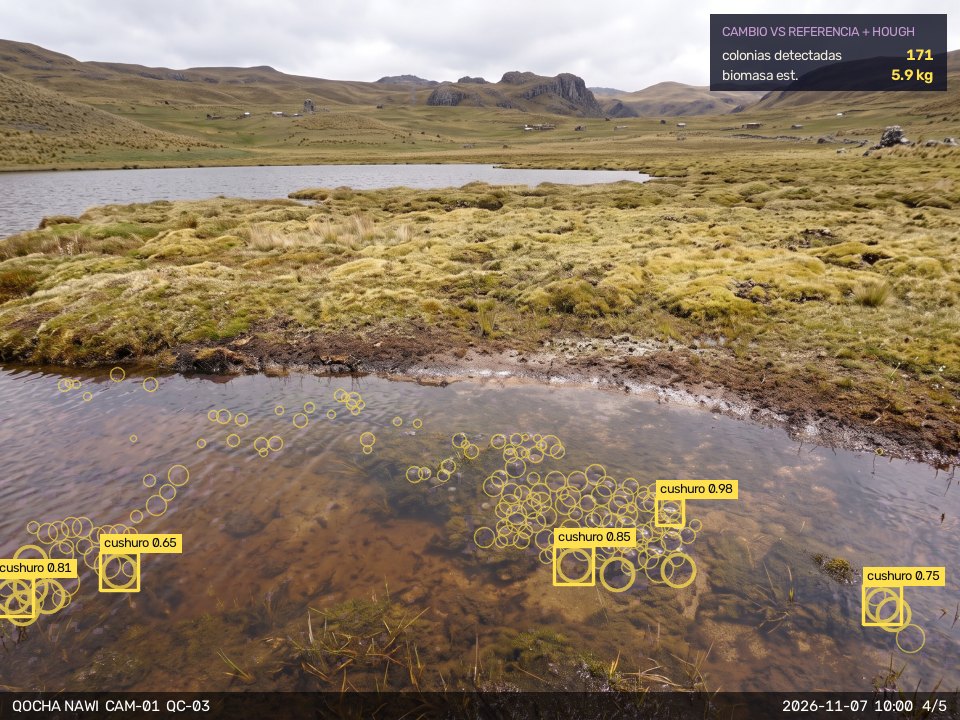 CAMBIO VS REFERENCIA + HOUGH
colonias detectadas 171
biomasa est. 5.9 kg
cushuro 0.98
cushuro 0.85
cushuro 0.65
cushuro 0.81
cushuro 0.75
QOCHA NAWI CAM-01 QC-03
2026-11-07 10:00 4/5